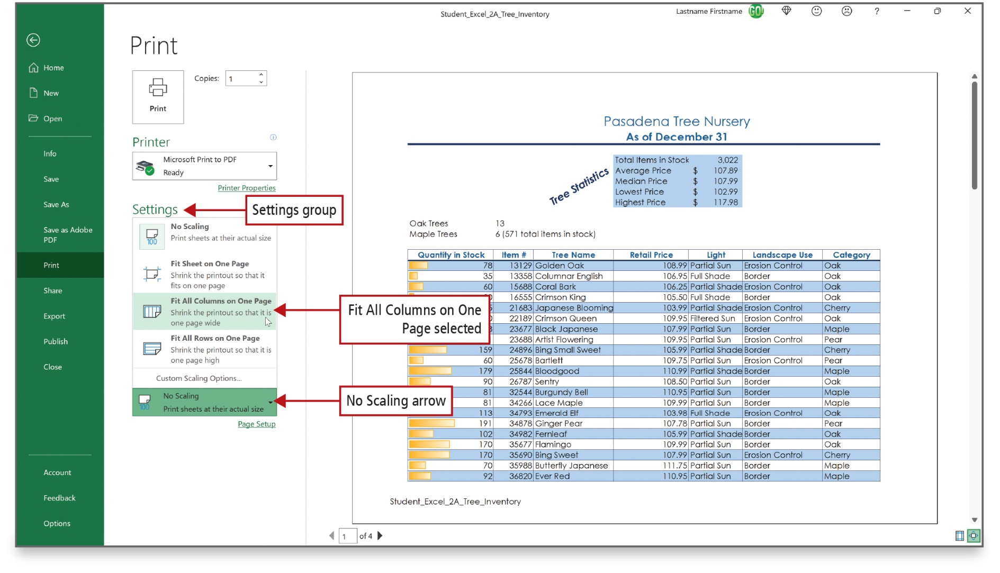 Student_Excel_2A_Tree_Inventory
Lastname Firstname GO! ?
Print
Home
New
Open
Info
Save
Save As
Save as Adobe
PDF
Print
Share
Export
Publish
Close
Account
Feedback
Options
Print
Copies: 1
Printer
Microsoft Print to PDF
Ready
Printer Properties
Settings
Settings group
No Scaling
Print sheets at their actual size
100
Fit Sheet on One Page
Shrink the printout so that it
fits on one page
Fit All Columns on One Page
Shrink the printout so that it is
one page wide
Fit All Columns on One
Page selected
Fit All Rows on One Page
Shrink the printout so that it is
one page high
Custom Scaling Options...
No Scaling
Print sheets at their actual size
100
No Scaling arrow
Page Setup
Pasadena Tree Nursery
As of December 31
Tree Statistics
Total Items in Stock 3,022
Average Price $ 107.89
Median Price $ 107.99
Lowest Price $ 102.99
Highest Price $ 117.98
Oak Trees 13
Maple Trees 6 (571 total items in stock)
Quantity in Stock Item # Tree Name Retail Price Light Landscape Use Category
78 13129 Golden Oak 108.99 Partial Sun Erosion Control Oak
35 13358 Columnar English 106.95 Full Shade Border Oak
60 15688 Coral Bark 106.25 Partial Shade Erosion Control Oak
16555 Crimson King 105.50 Full Shade Border Oak
21683 Japanese Blooming 103.99 Partial Shade Erosion Control Cherry
22189 Crimson Queen 109.95 Filtered Sun Erosion Control Oak
23677 Black Japanese 107.99 Partial Sun Border Maple
23688 Artist Flowering 109.95 Partial Sun Erosion Control Pear
159 24896 Bing Small Sweet 105.99 Partial Shade Border Cherry
60 25678 Bartlett 109.75 Partial Sun Erosion Control Pear
179 25844 Bloodgood 110.99 Partial Shade Border Maple
90 26787 Sentry 108.50 Partial Sun Border Oak
81 32544 Burgundy Bell 110.95 Partial Sun Border Maple
81 34266 Lace Maple 109.99 Partial Sun Border Maple
113 34793 Emerald Elf 103.98 Full Shade Erosion Control Oak
191 34878 Ginger Pear 107.78 Partial Sun Border Pear
102 34982 Fernleaf 105.99 Partial Shade Border Oak
170 35677 Flamingo 109.99 Partial Sun Border Oak
170 35690 Bing Sweet 107.99 Partial Sun Erosion Control Cherry
70 35988 Butterfly Japanese 111.75 Partial Sun Border Maple
92 36820 Ever Red 110.95 Partial Sun Border Maple
Student_Excel_2A_Tree_Inventory
1 of 4